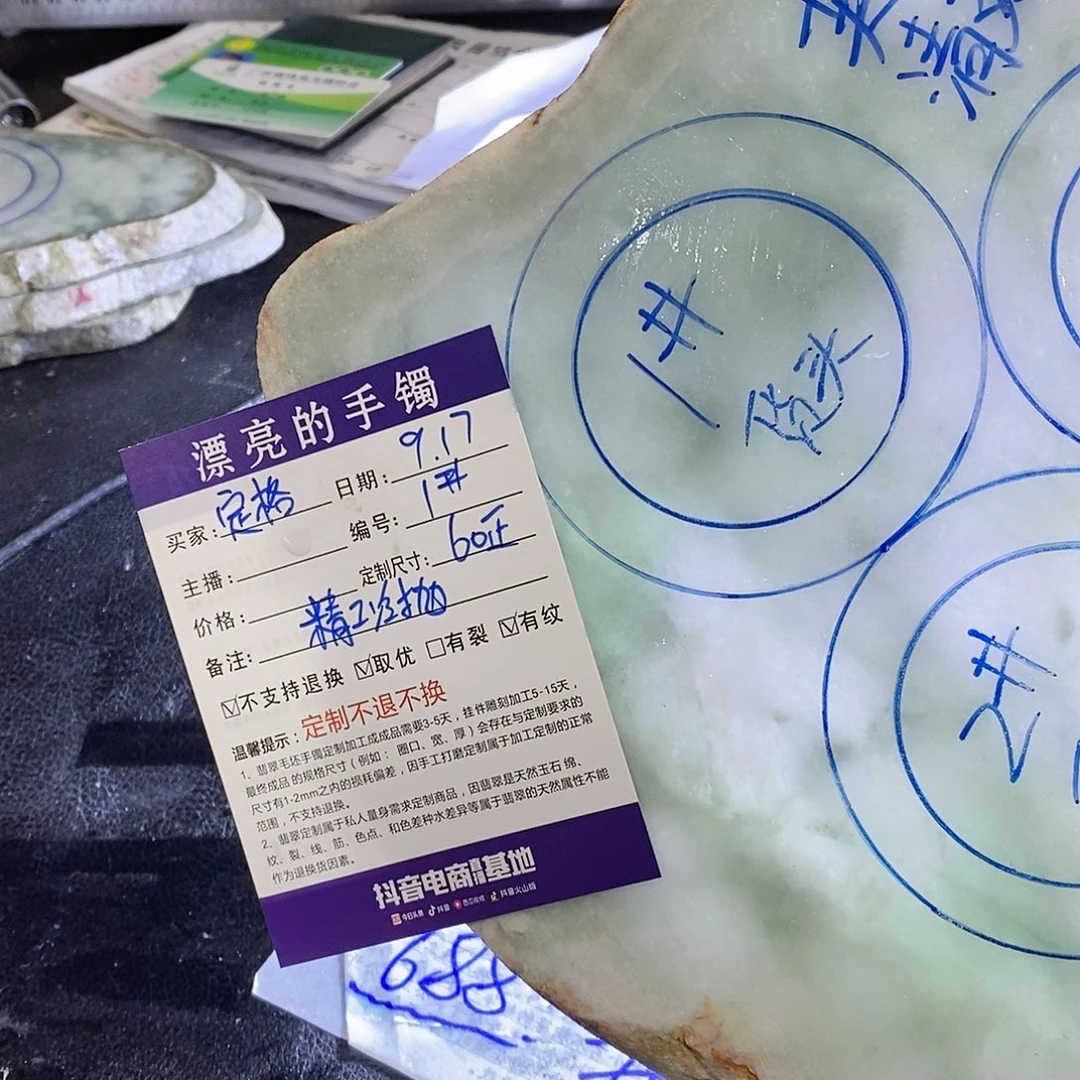 漂亮的手镯
买家:定格 日期:9.17
主播: 编号:1#
价格: 定制尺寸:60正
备注:精工冷抛
☑不支持退换 ☑取优 □有裂 ☑有纹
定制不退不换
温馨提示:
1、翡翠毛坯手镯定制加工成成品需要3-5天,挂件雕刻加工5-15天,
最终成品的规格尺寸(例如:圈口、宽、厚)会存在与定制要求的
尺寸有1-2mm之内的损耗偏差,因手工打磨定制属于加工定制的正常
范围,不支持退换。
2、翡翠定制属于私人量身需求定制商品,因翡翠是天然玉石 绵、
纹、裂、线、筋、色点、和色差种水差异等属于翡翠的天然属性不能
作为退换货因素。
抖音电商直播基地
今日头条 抖音 西瓜视频 抖音火山版
1#
货头
2#
688